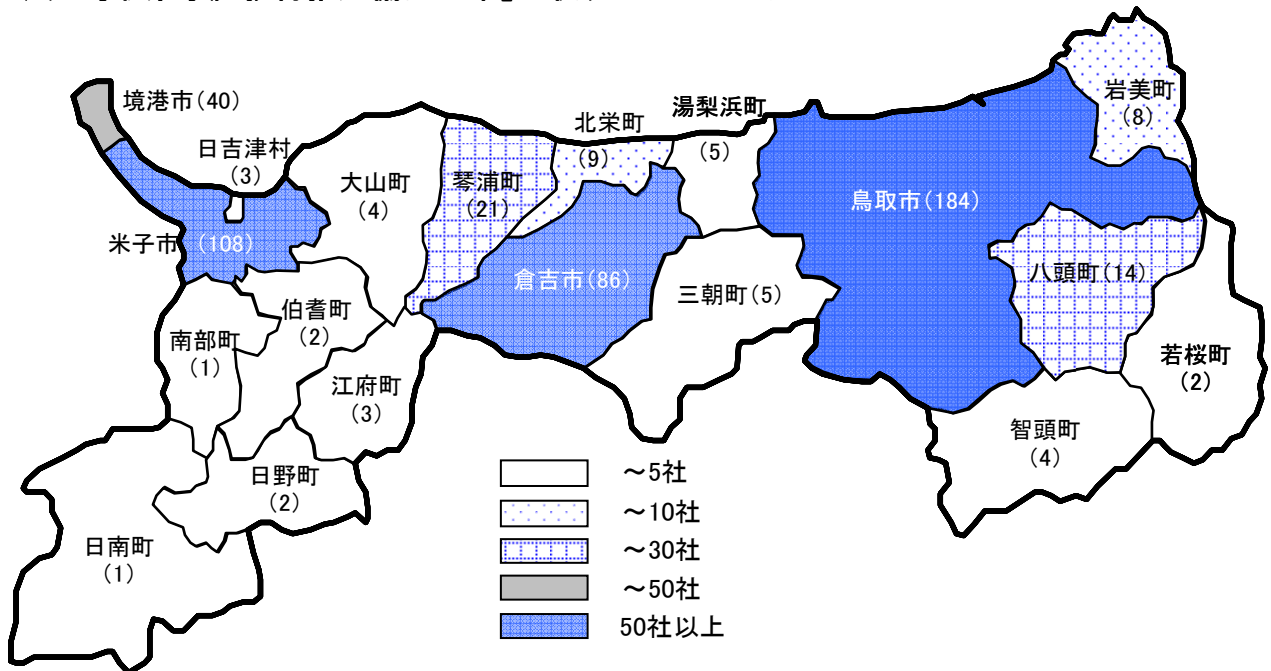 境港市(40)
日吉津村
(3)
米子市 (108)
大山町
(4)
琴浦町
(21)
北栄町
(9)
湯梨浜町
(5)
鳥取市(184)
岩美町
(8)
八頭町(14)
若桜町
(2)
智頭町
(4)
倉吉市(86)
三朝町(5)
伯耆町
(2)
南部町
(1)
江府町
(3)
日野町
(2)
日南町
(1)
～5社
～10社
～30社
～50社
50社以上